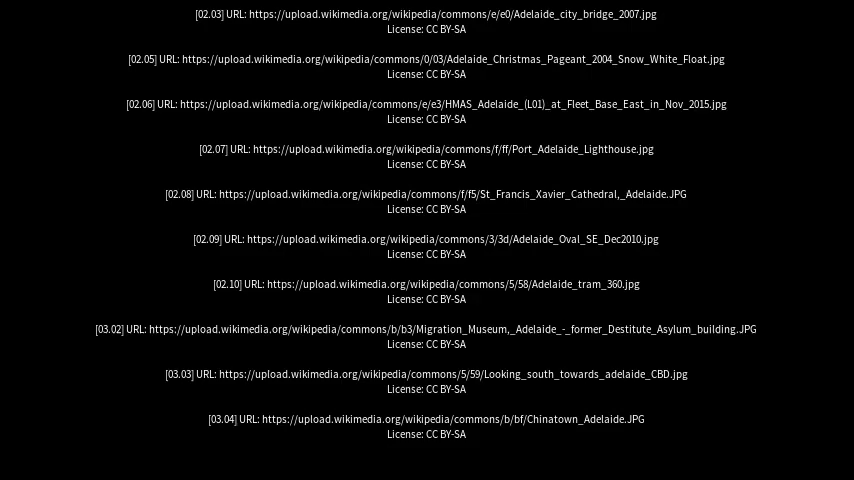 [02.03] URL: https://upload.wikimedia.org/wikipedia/commons/e/e0/Adelaide_city_bridge_2007.jpg
License: CC BY-SA
[02.05] URL: https://upload.wikimedia.org/wikipedia/commons/0/03/Adelaide_Christmas_Pageant_2004_Snow_White_Float.jpg
License: CC BY-SA
[02.06] URL: https://upload.wikimedia.org/wikipedia/commons/e/e3/HMAS_Adelaide_(L01)_at_Fleet_Base_East_in_Nov_2015.jpg
License: CC BY-SA
[02.07] URL: https://upload.wikimedia.org/wikipedia/commons/f/ff/Port_Adelaide_Lighthouse.jpg
License: CC BY-SA
[02.08] URL: https://upload.wikimedia.org/wikipedia/commons/f/f5/St_Francis_Xavier_Cathedral,_Adelaide.JPG
License: CC BY-SA
[02.09] URL: https://upload.wikimedia.org/wikipedia/commons/3/3d/Adelaide_Oval_SE_Dec2010.jpg
License: CC BY-SA
[02.10] URL: https://upload.wikimedia.org/wikipedia/commons/5/58/Adelaide_tram_360.jpg
License: CC BY-SA
[03.02] URL: https://upload.wikimedia.org/wikipedia/commons/b/b3/Migration_Museum,_Adelaide_-_former_Destitute_Asylum_building.JPG
License: CC BY-SA
[03.03] URL: https://upload.wikimedia.org/wikipedia/commons/5/59/Looking_south_towards_adelaide_CBD.jpg
License: CC BY-SA
[03.04] URL: https://upload.wikimedia.org/wikipedia/commons/b/bf/Chinatown_Adelaide.JPG
License: CC BY-SA